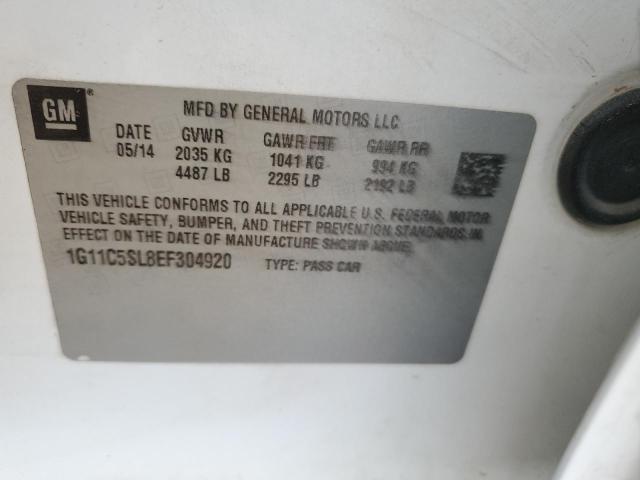 GM ®
MFD BY GENERAL MOTORS LLC
DATE GVWR GAWR FRT GAWR RR
05/14 2035 KG 1041 KG 994 KG
4487 LB 2295 LB 2192 LB
THIS VEHICLE CONFORMS TO ALL APPLICABLE U.S. FEDERAL MOTOR
VEHICLE SAFETY, BUMPER, AND THEFT PREVENTION STANDARDS IN
EFFECT ON THE DATE OF MANUFACTURE SHOWN ABOVE.
1G11C5SL8EF304920 TYPE: PASS CAR